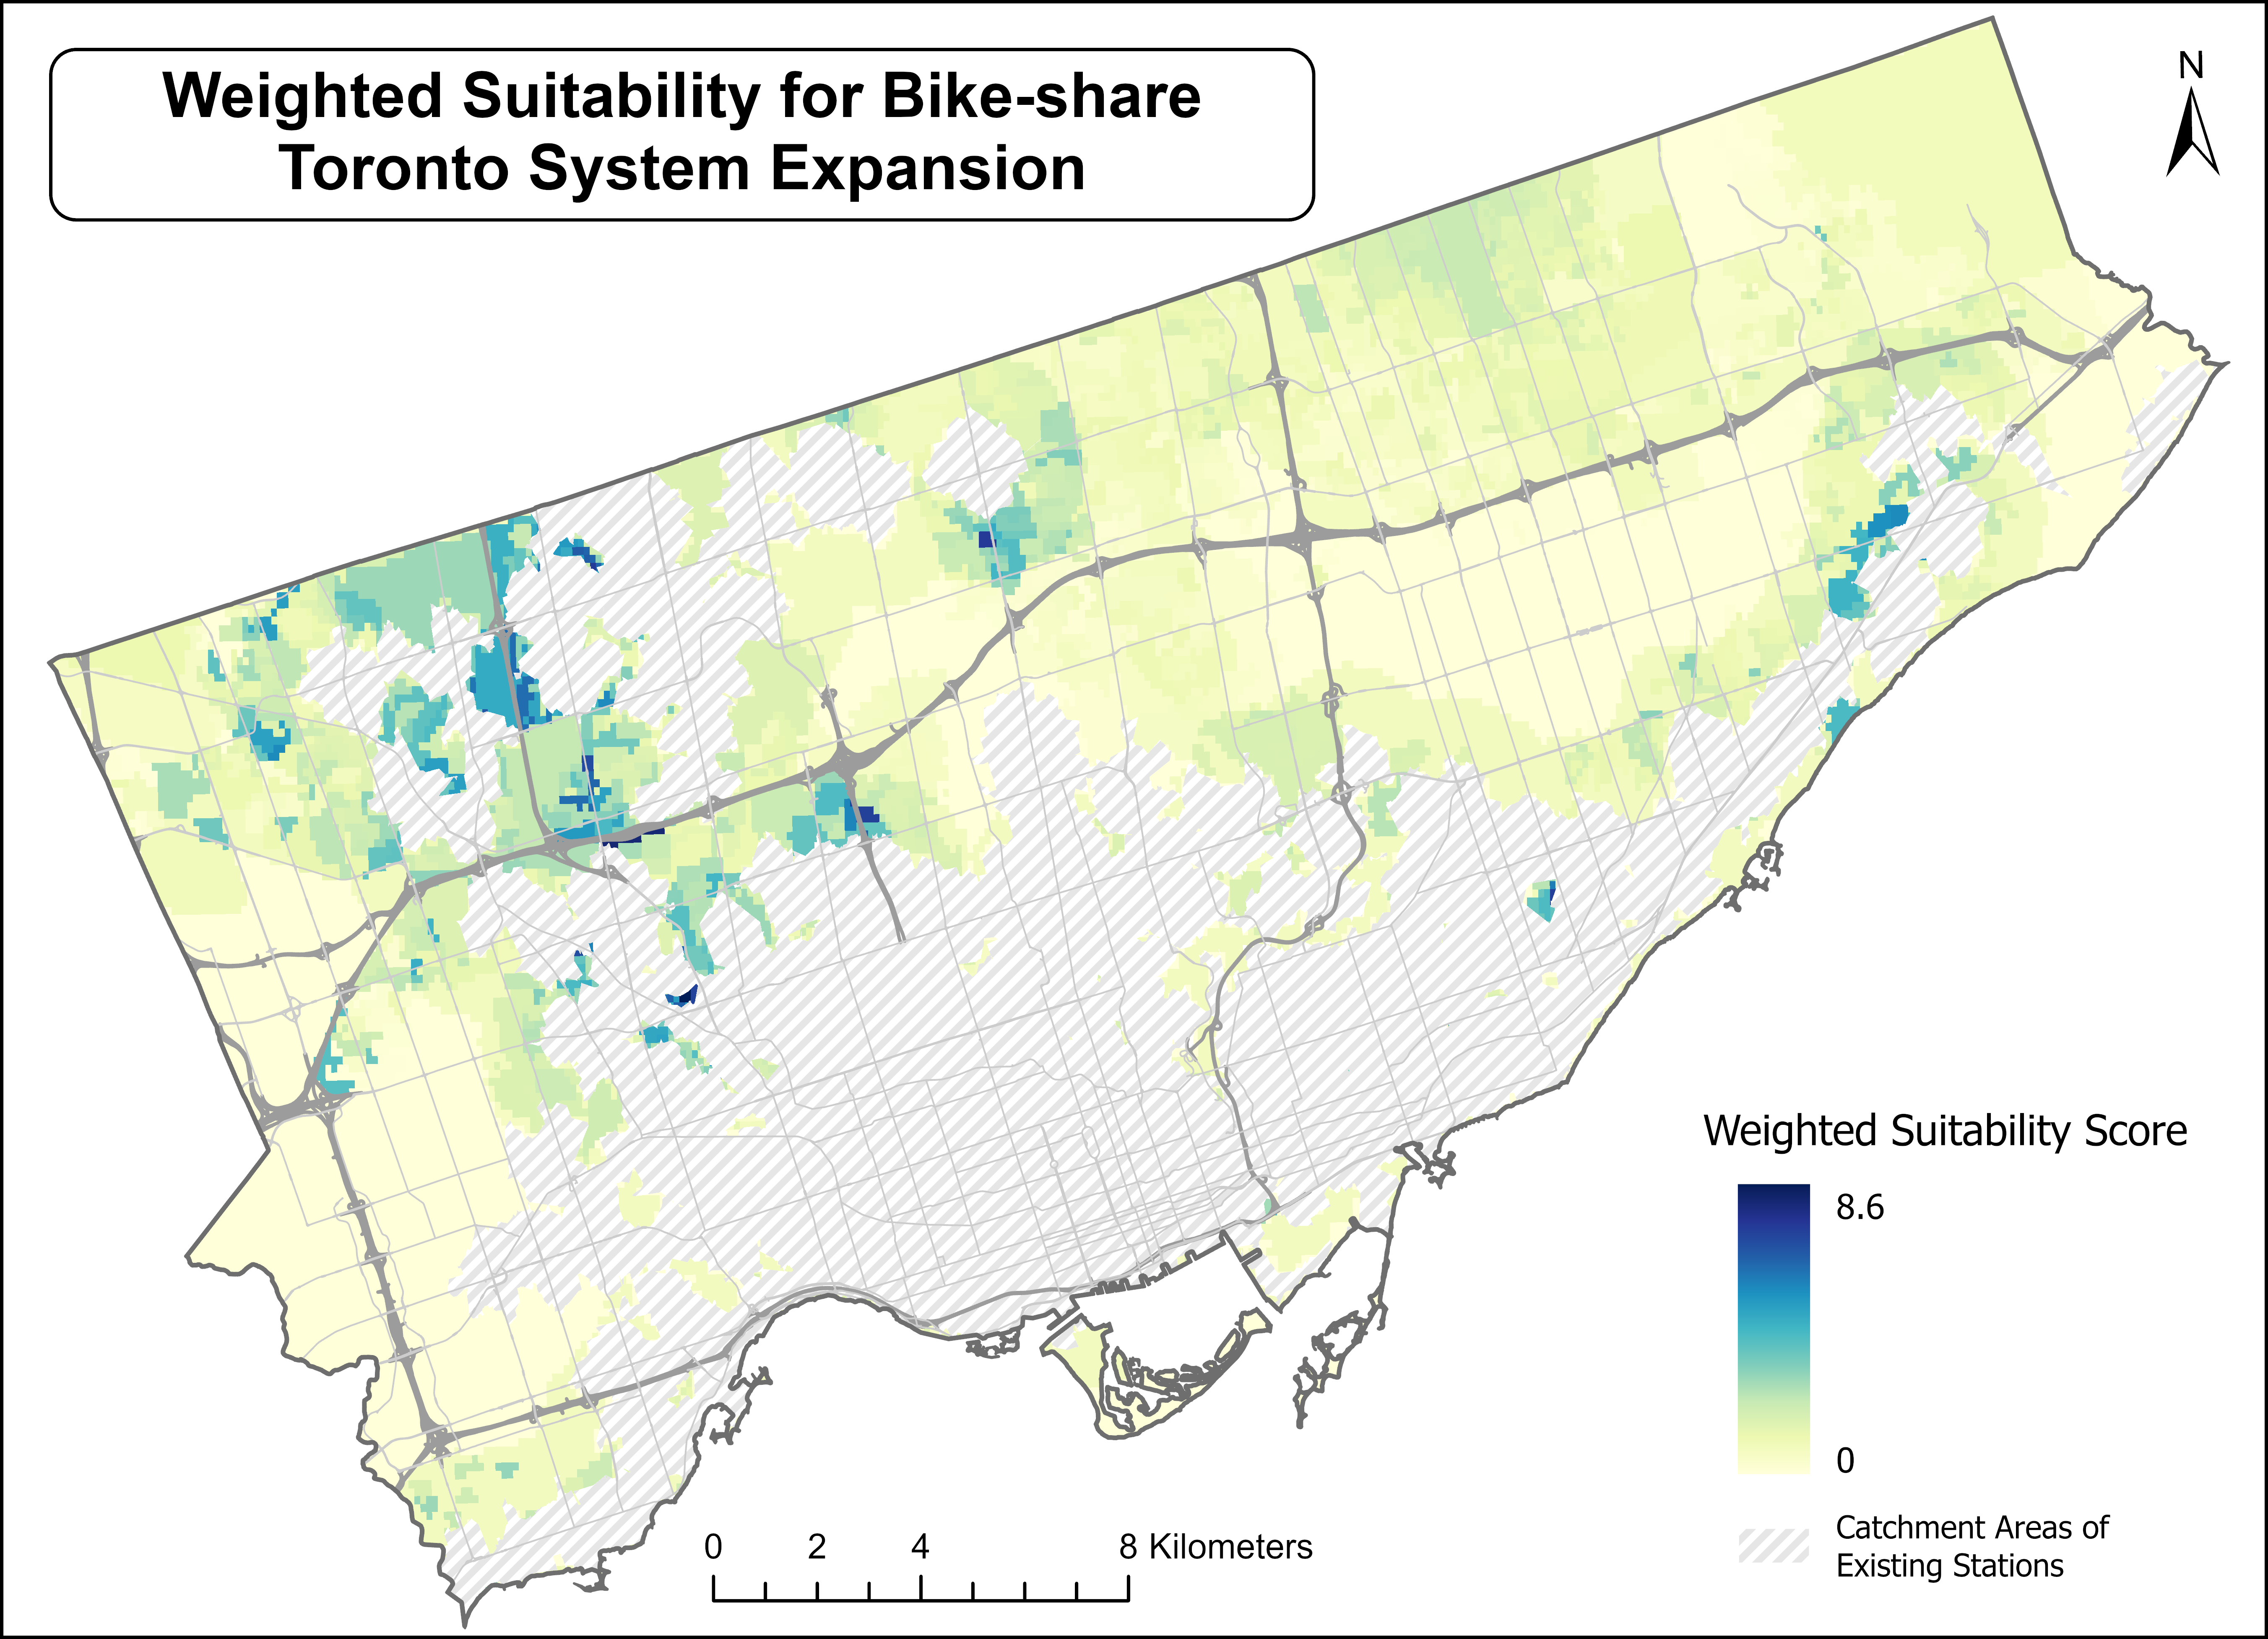 Weighted Suitability for Bike-share
Toronto System Expansion
N
Weighted Suitability Score
8.6
0
Catchment Areas of
Existing Stations
0 2 4 8 Kilometers